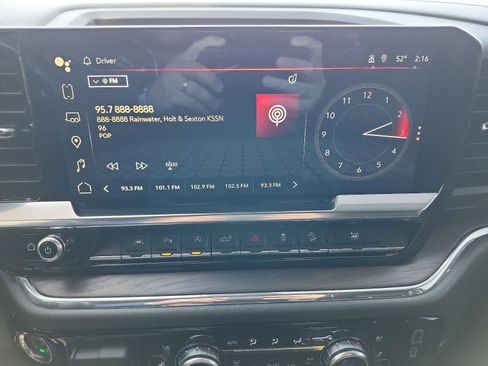 Driver
52° 2:16
FM
95.7 888-8888
888-8888 Rainwater, Holt & Sexton KSSN
96
POP
12
11 1
10 2
9 3
8 4
7 5
6
93.3 FM 101.1 FM 102.9 FM 102.5 FM 93.3 FM
AUTO